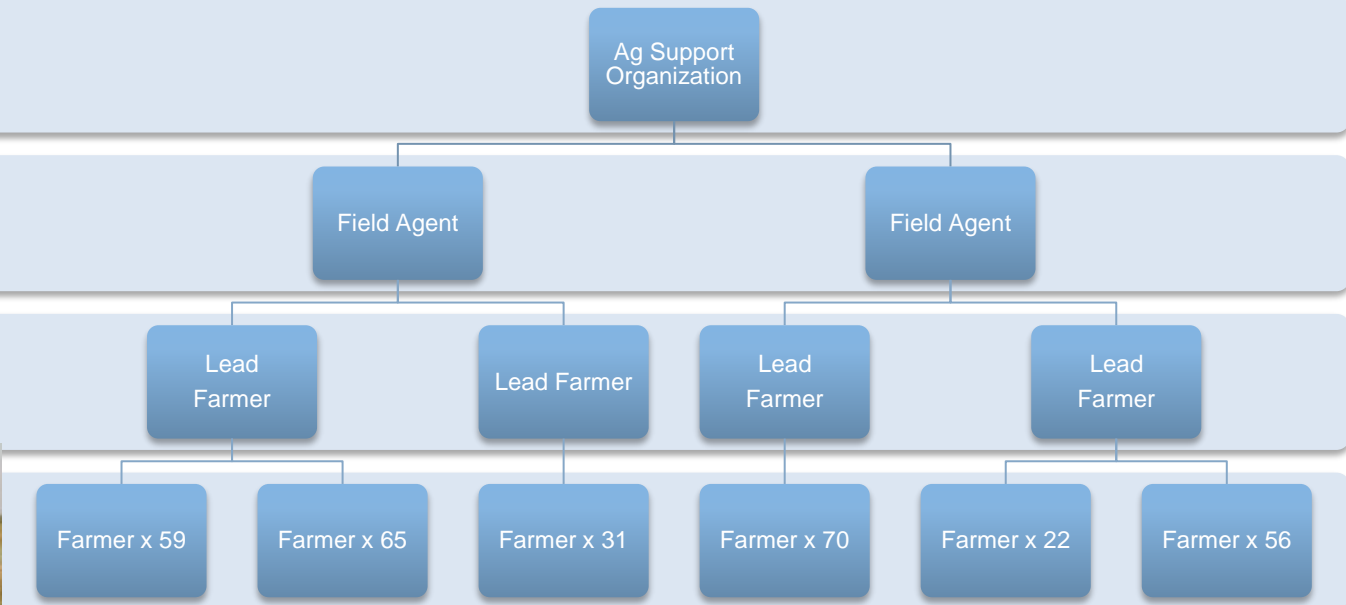 Ag Support
Organization
Field Agent
Field Agent
Lead
Farmer
Lead Farmer
Lead
Farmer
Lead
Farmer
Farmer x 59
Farmer x 65
Farmer x 31
Farmer x 70
Farmer x 22
Farmer x 56